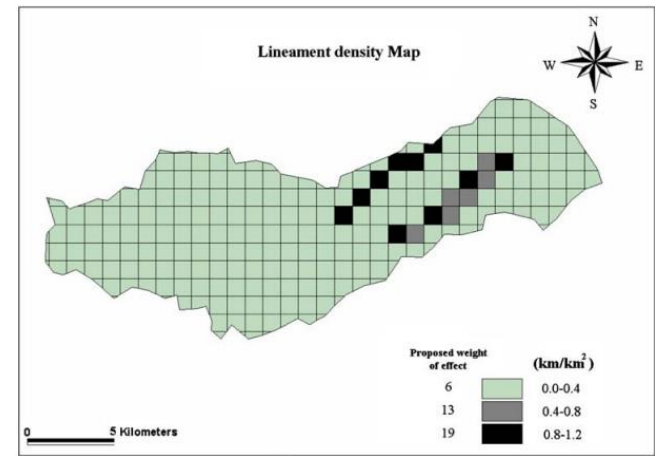 Lineament density Map
N
W E
S
Proposed weight
of effect
(km/km²)
6 0.0-0.4
13 0.4-0.8
19 0.8-1.2
0 5 Kilometers